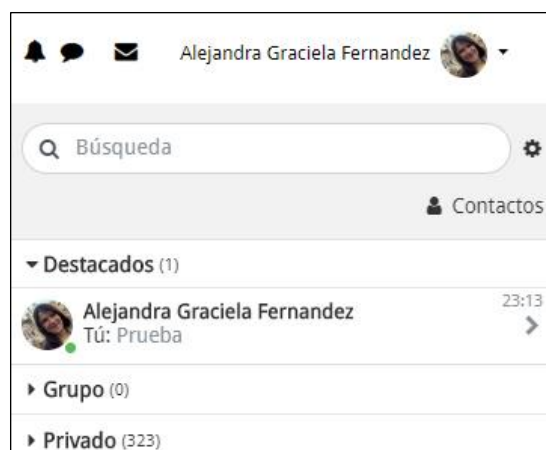 Alejandra Graciela Fernandez
Búsqueda
Contactos
Destacados (1)
Alejandra Graciela Fernandez 23:13
Tú: Prueba
Grupo (0)
Privado (323)